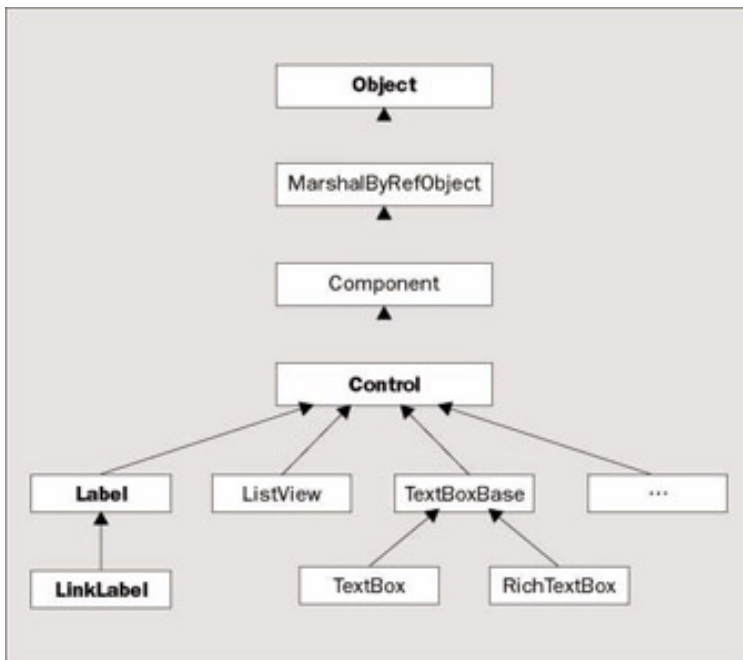 Object
MarshalByRefObject
Component
Control
Label
ListView
TextBoxBase
...
LinkLabel
TextBox
RichTextBox